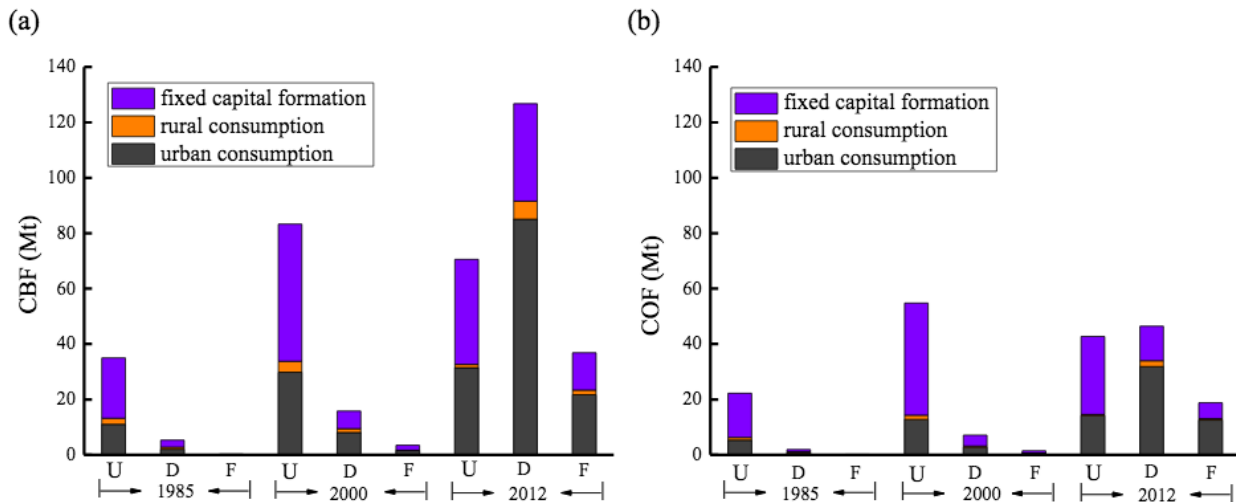 (a)
CBF (Mt)
140
120
100
80
60
40
20
0
fixed capital formation
rural consumption
urban consumption
U D F U D F U D F
1985 2000 2012
(b)
COF (Mt)
140
120
100
80
60
40
20
0
fixed capital formation
rural consumption
urban consumption
U D F U D F U D F
1985 2000 2012